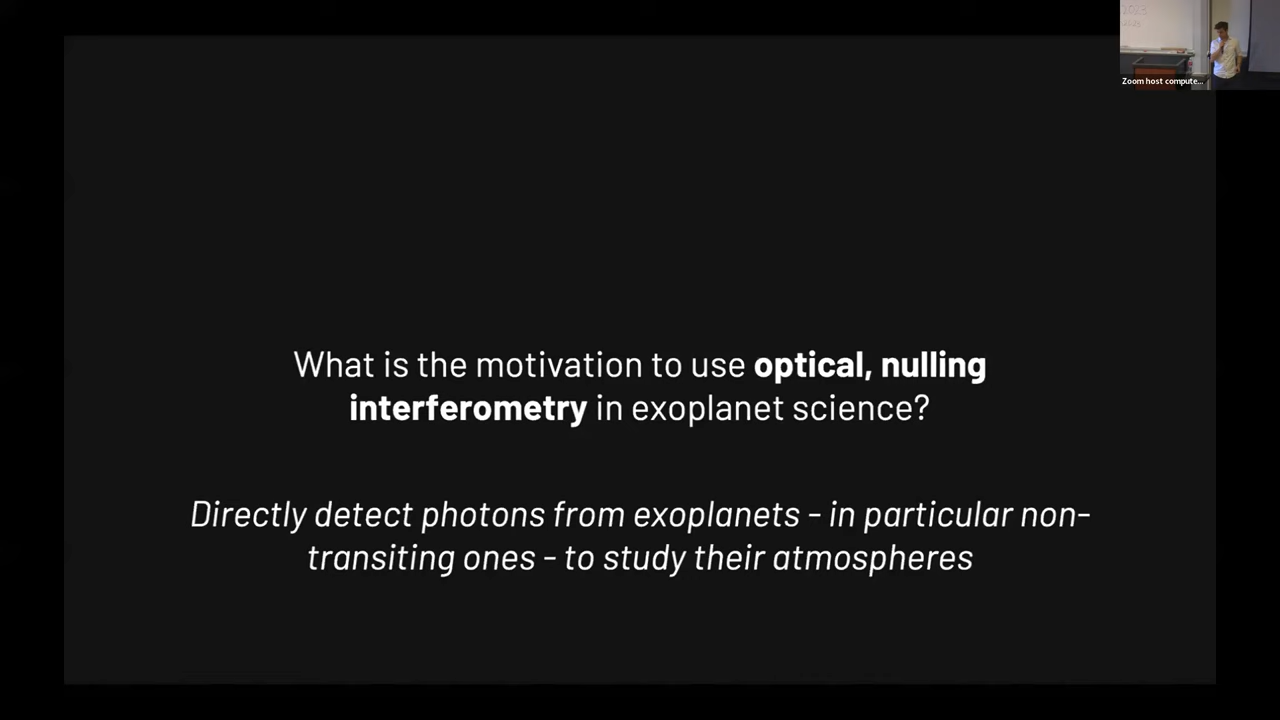 Zoom host compute...
What is the motivation to use optical, nulling
interferometry in exoplanet science?
Directly detect photons from exoplanets - in particular non-
transiting ones - to study their atmospheres